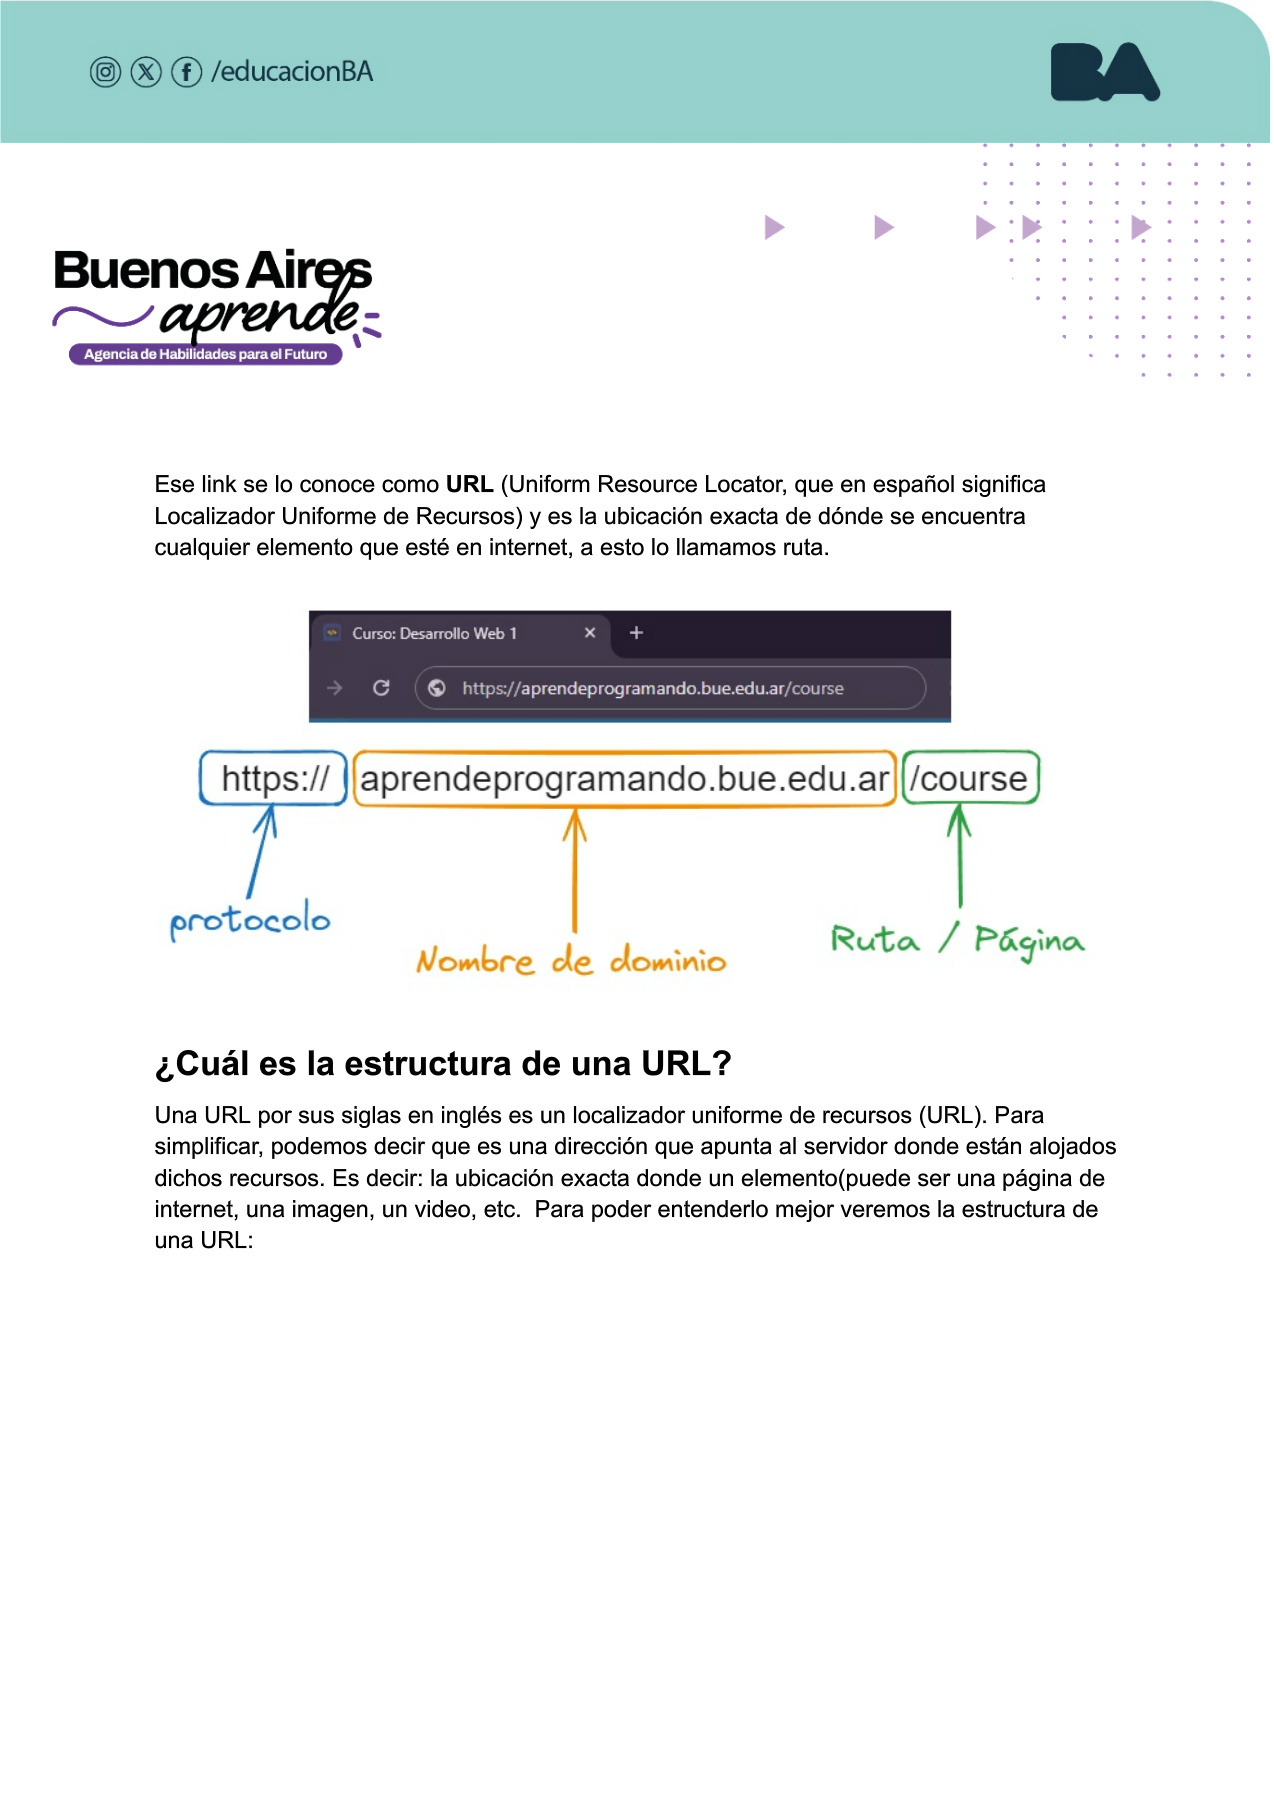 /educacionBA
BA
Buenos Aires
aprende
Agencia de Habilidades para el Futuro
Ese link se lo conoce como URL (Uniform Resource Locator, que en español significa
Localizador Uniforme de Recursos) y es la ubicación exacta de dónde se encuentra
cualquier elemento que esté en internet, a esto lo llamamos ruta.
Curso: Desarrollo Web 1
https://aprendeprogramando.bue.edu.ar/course
https:// aprendeprogramando.bue.edu.ar /course
protocolo
Nombre de dominio
Ruta / Página
¿Cuál es la estructura de una URL?
Una URL por sus siglas en inglés es un localizador uniforme de recursos (URL). Para
simplificar, podemos decir que es una dirección que apunta al servidor donde están alojados
dichos recursos. Es decir: la ubicación exacta donde un elemento(puede ser una página de
internet, una imagen, un video, etc.  Para poder entenderlo mejor veremos la estructura de
una URL: